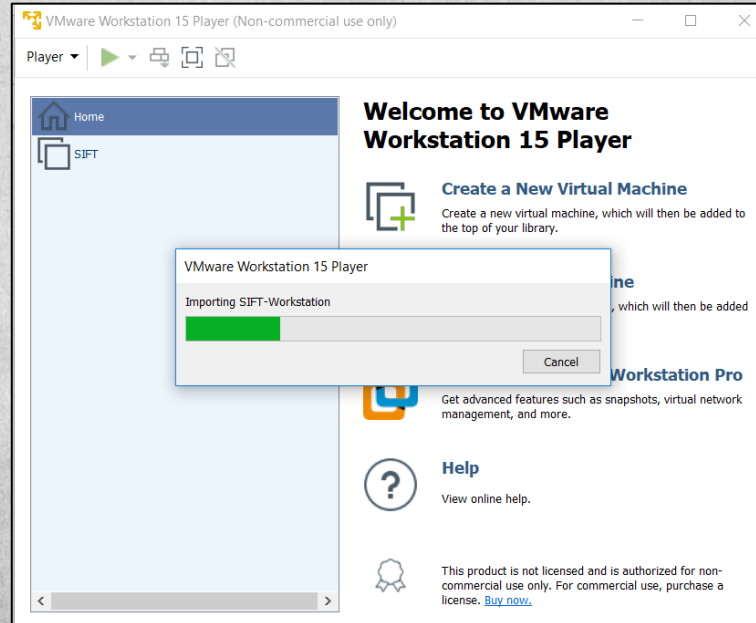 VMware Workstation 15 Player (Non-commercial use only)
Player
Home
SIFT
Welcome to VMware
Workstation 15 Player
Create a New Virtual Machine
Create a new virtual machine, which will then be added to
the top of your library.
VMware Workstation 15 Player
Importing SIFT-Workstation
Cancel
ine
, which will then be added
Workstation Pro
Get advanced features such as snapshots, virtual network
management, and more.
Help
View online help.
This product is not licensed and is authorized for non-
commercial use only. For commercial use, purchase a
license. Buy now.